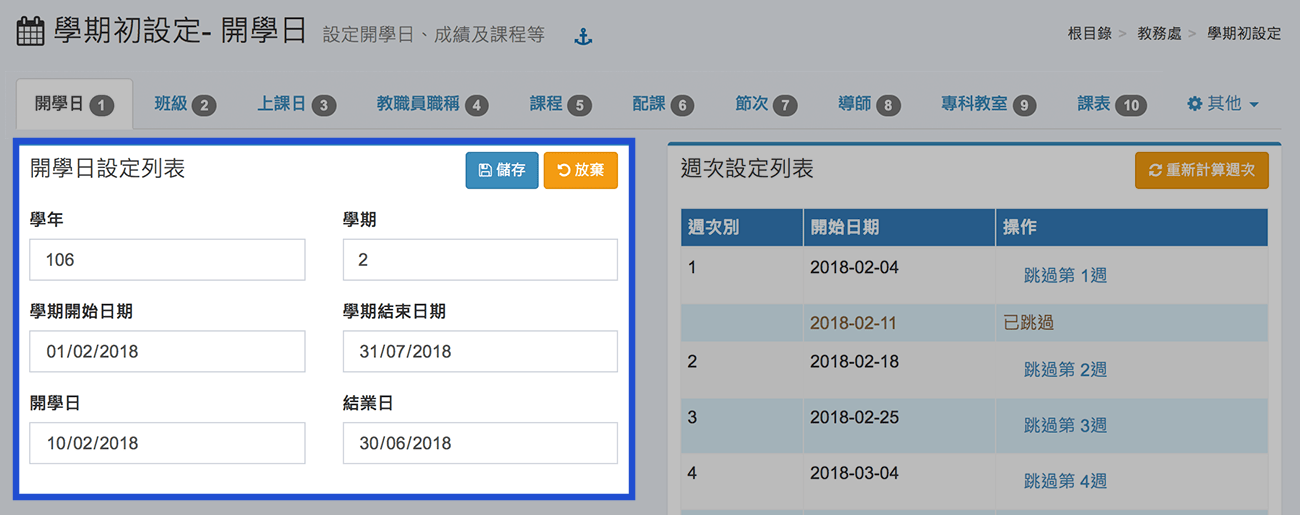 學期初設定- 開學日 設定開學日、成績及課程等
根目錄 > 教務處 > 學期初設定
開學日 1 班級 2 上課日 3 教職員職稱 4 課程 5 配課 6 節次 7 導師 8 專科教室 9 課表 10 其他
開學日設定列表 儲存 放棄
學年 學期
106 2
學期開始日期 學期結束日期
01/02/2018 31/07/2018
開學日 結業日
10/02/2018 30/06/2018
週次設定列表 重新計算週次
週次別 開始日期 操作
1 2018-02-04 跳過第 1週
2018-02-11 已跳過
2 2018-02-18 跳過第 2週
3 2018-02-25 跳過第 3週
4 2018-03-04 跳過第 4週